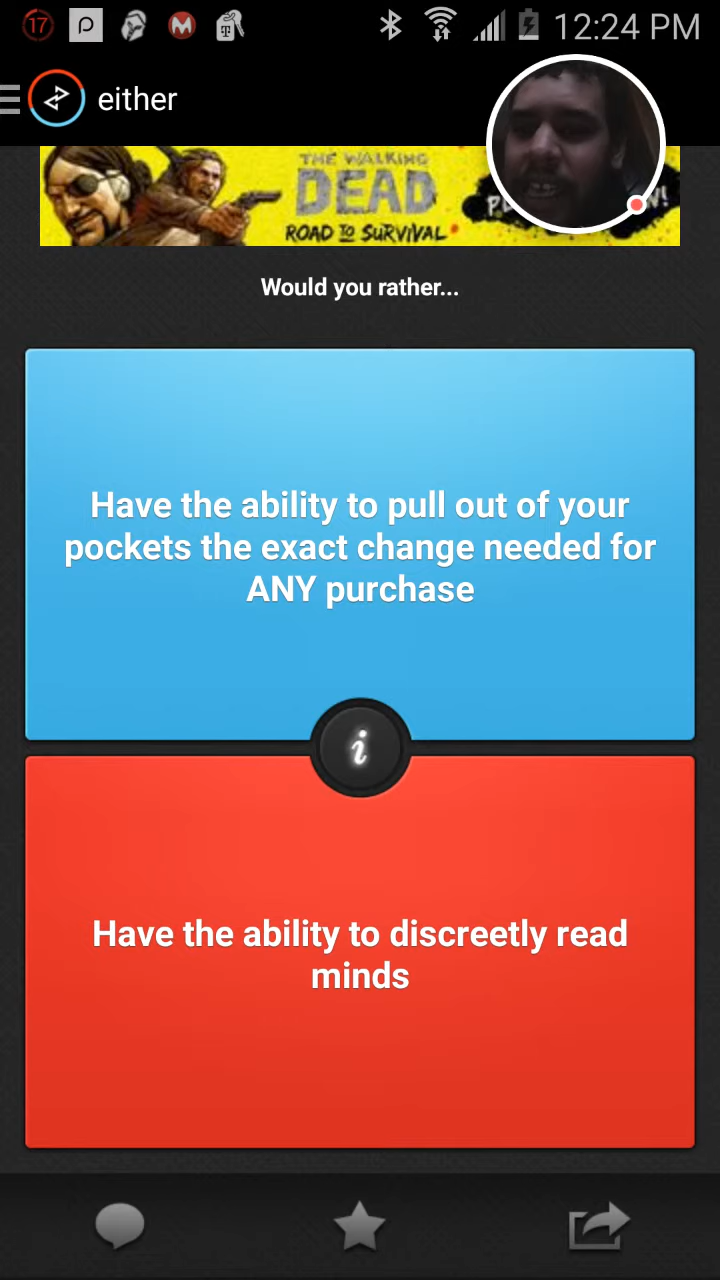 17
12:24 PM
either
THE WALKING
DEAD
ROAD TO SURVIVAL
Would you rather...
Have the ability to pull out of your
pockets the exact change needed for
ANY purchase
i
Have the ability to discreetly read
minds